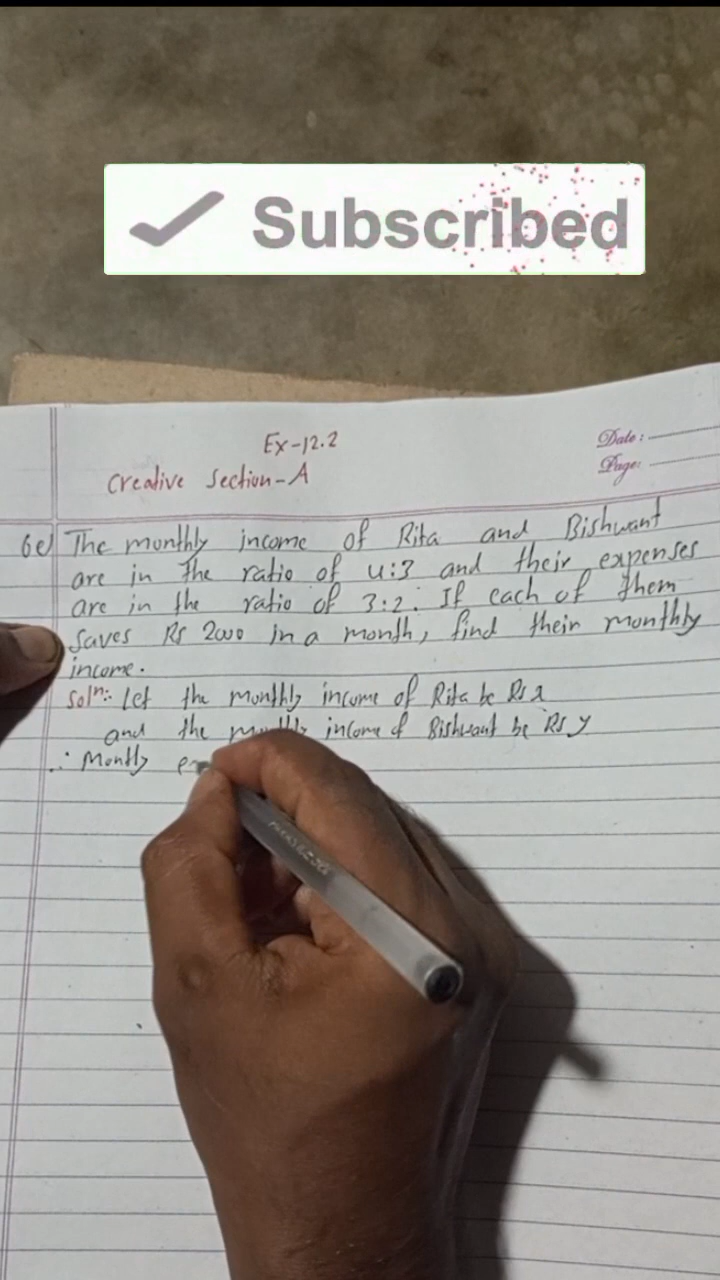 Subscribed
Ex-12.2
Date:
Creative Section-A
Page:
6e) The monthly income of Rita and Bishwant
are in the ratio of 4:3 and their expenses
are in the ratio of 3:2. If each of them
saves Rs 2000 in a month, find their monthly
income.
Solⁿ: Let the monthly income of Rita be Rs x
and the monthly income of Bishwant be Rs y
∴ Montly